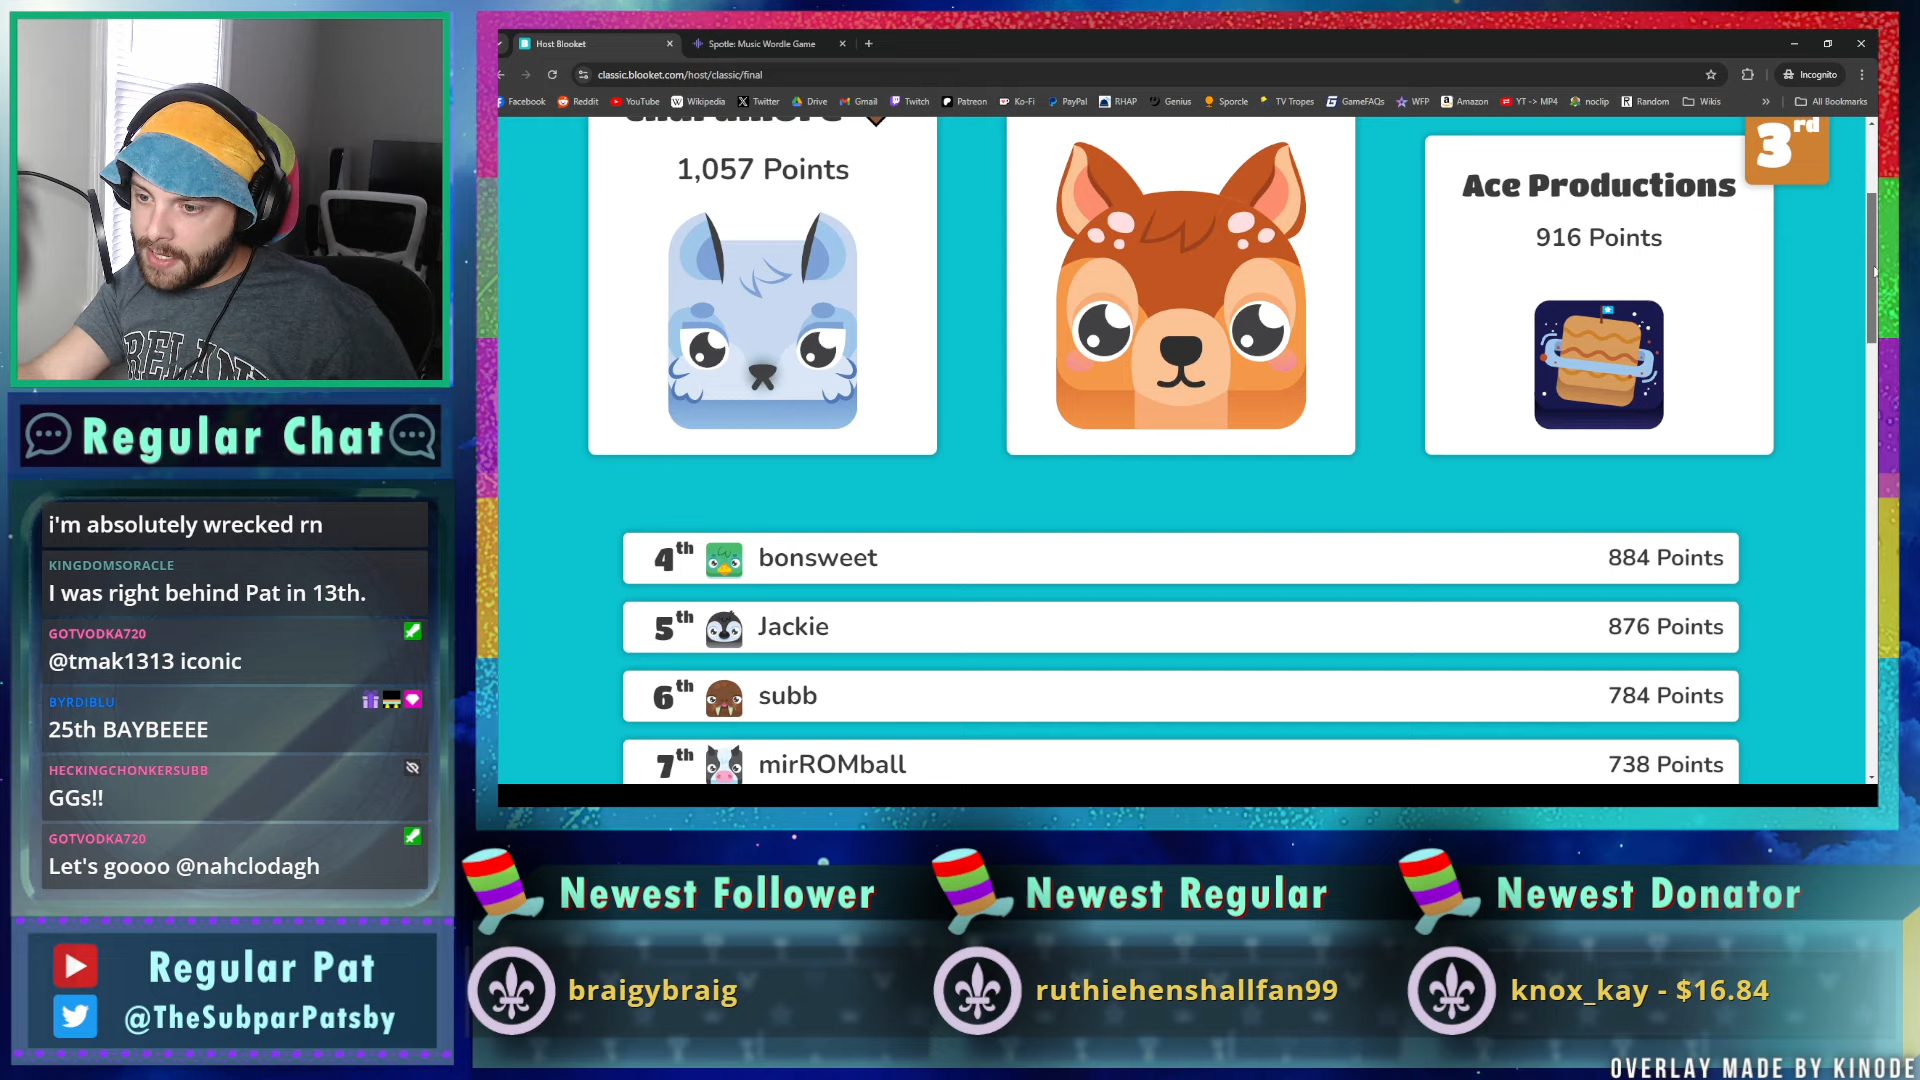 RELIANT
Regular Chat
i'm absolutely wrecked rn
KINGDOMSORACLE
I was right behind Pat in 13th.
GOTVODKA720
@tmak1313 iconic
BYRDIBLU
25th BAYBEEEE
HECKINGCHONKERSUBB
GGs!!
GOTVODKA720
Let's goooo @nahclodagh
Regular Pat
@TheSubparPatsby
Host Blooket
Spotle: Music Wordle Game
classic.blooket.com/host/classic/final
Incognito
Facebook Reddit YouTube Wikipedia Twitter Drive Gmail Twitch Patreon Ko-Fi PayPal RHAP Genius Sporcle TV Tropes GameFAQs WFP Amazon YT -> MP4 noclip Random Wikis » All Bookmarks
1,057 Points
3rd
Ace Productions
916 Points
4th bonsweet 884 Points
5th Jackie 876 Points
6th subb 784 Points
7th mirROMball 738 Points
Newest Follower
braigybraig
Newest Regular
ruthiehenshallfan99
Newest Donator
knox_kay - $16.84
OVERLAY MADE BY KINODE